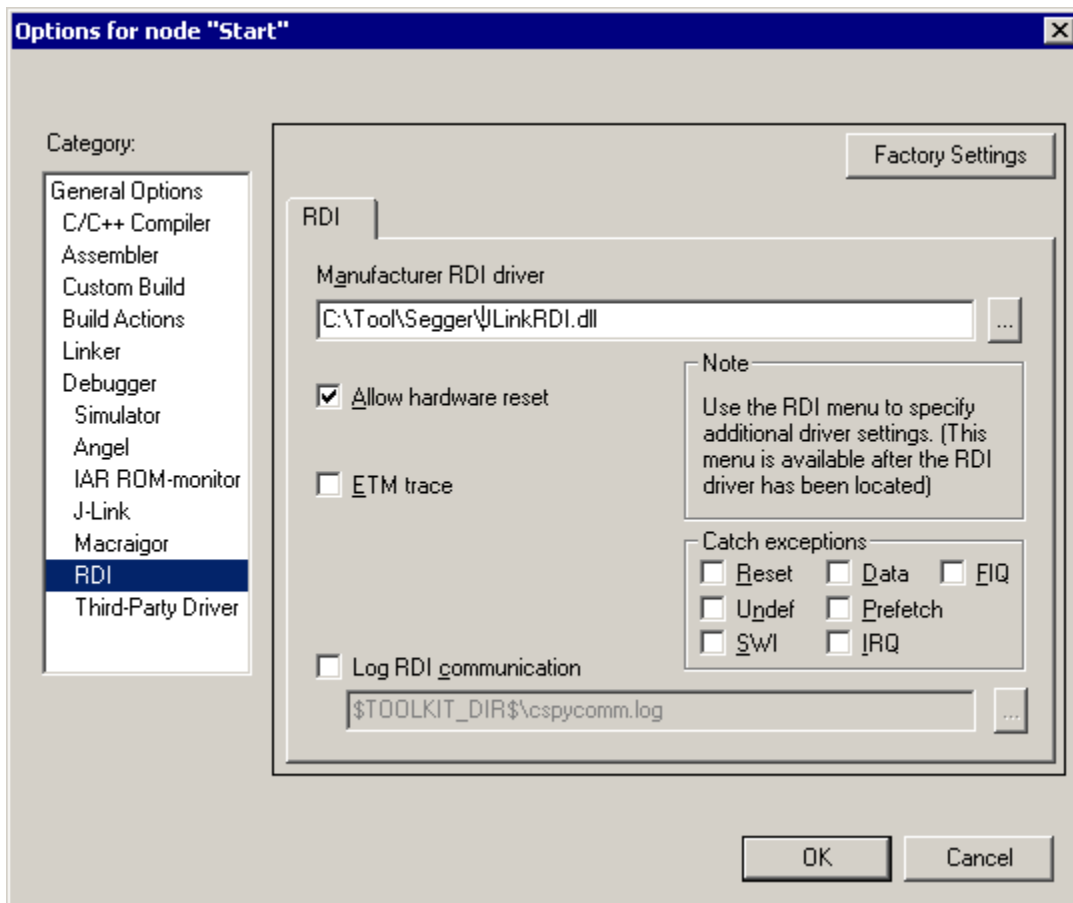 Options for node "Start"
Category:
General Options
C/C++ Compiler
Assembler
Custom Build
Build Actions
Linker
Debugger
Simulator
Angel
IAR ROM-monitor
J-Link
Macraigor
RDI
Third-Party Driver
Factory Settings
RDI
Manufacturer RDI driver
C:\Tool\Segger\JLinkRDI.dll
...
Allow hardware reset
ETM trace
Note
Use the RDI menu to specify
additional driver settings. (This
menu is available after the RDI
driver has been located)
Catch exceptions
Reset Data FIQ
Undef Prefetch
SWI IRQ
Log RDI communication
$TOOLKIT_DIR$\cspycomm.log
...
OK Cancel